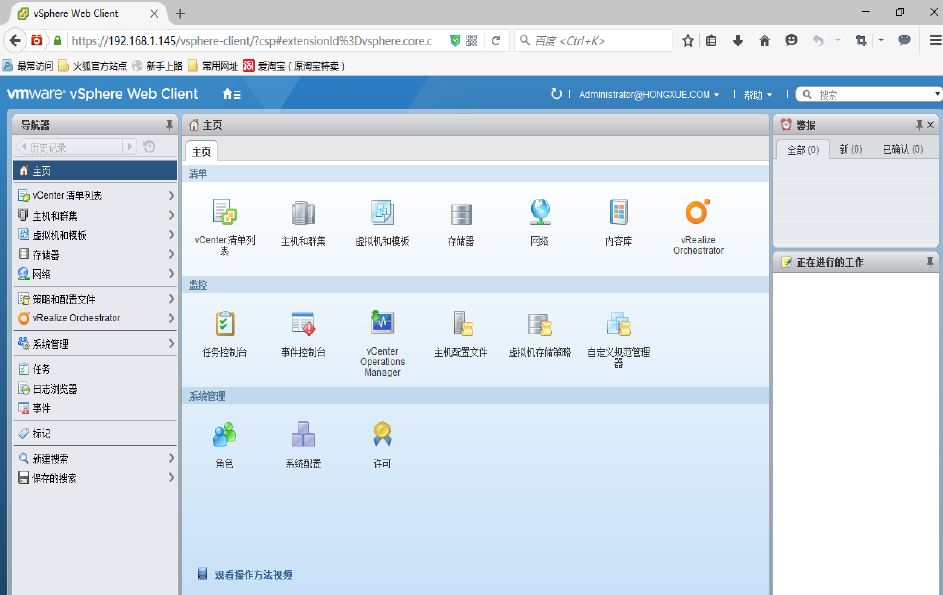 vSphere Web Client
https://192.168.1.145/vsphere-client/?csp#extensionId%3Dvsphere.core.c
百度 <Ctrl+K>
最常访问 火狐官方站点 新手上路 常用网址 爱淘宝（原淘宝特卖）
vmware® vSphere Web Client
Administrator@HONGXUE.COM
帮助
搜索
导航器
历史记录
主页
vCenter 清单列表
主机和群集
虚拟机和模板
存储器
网络
策略和配置文件
vRealize Orchestrator
系统管理
任务
日志浏览器
事件
标记
新建搜索
保存的搜索
主页
主页
清单
vCenter 清单列
表
主机和群集
虚拟机和模板
存储器
网络
内容库
vRealize
Orchestrator
监控
任务控制台
事件控制台
vCenter
Operations
Manager
主机配置文件
虚拟机存储策略
自定义规范管理
器
系统管理
角色
系统配置
许可
观看操作方法视频
警报
全部 (0) 新 (0) 已确认 (0)
正在进行的工作